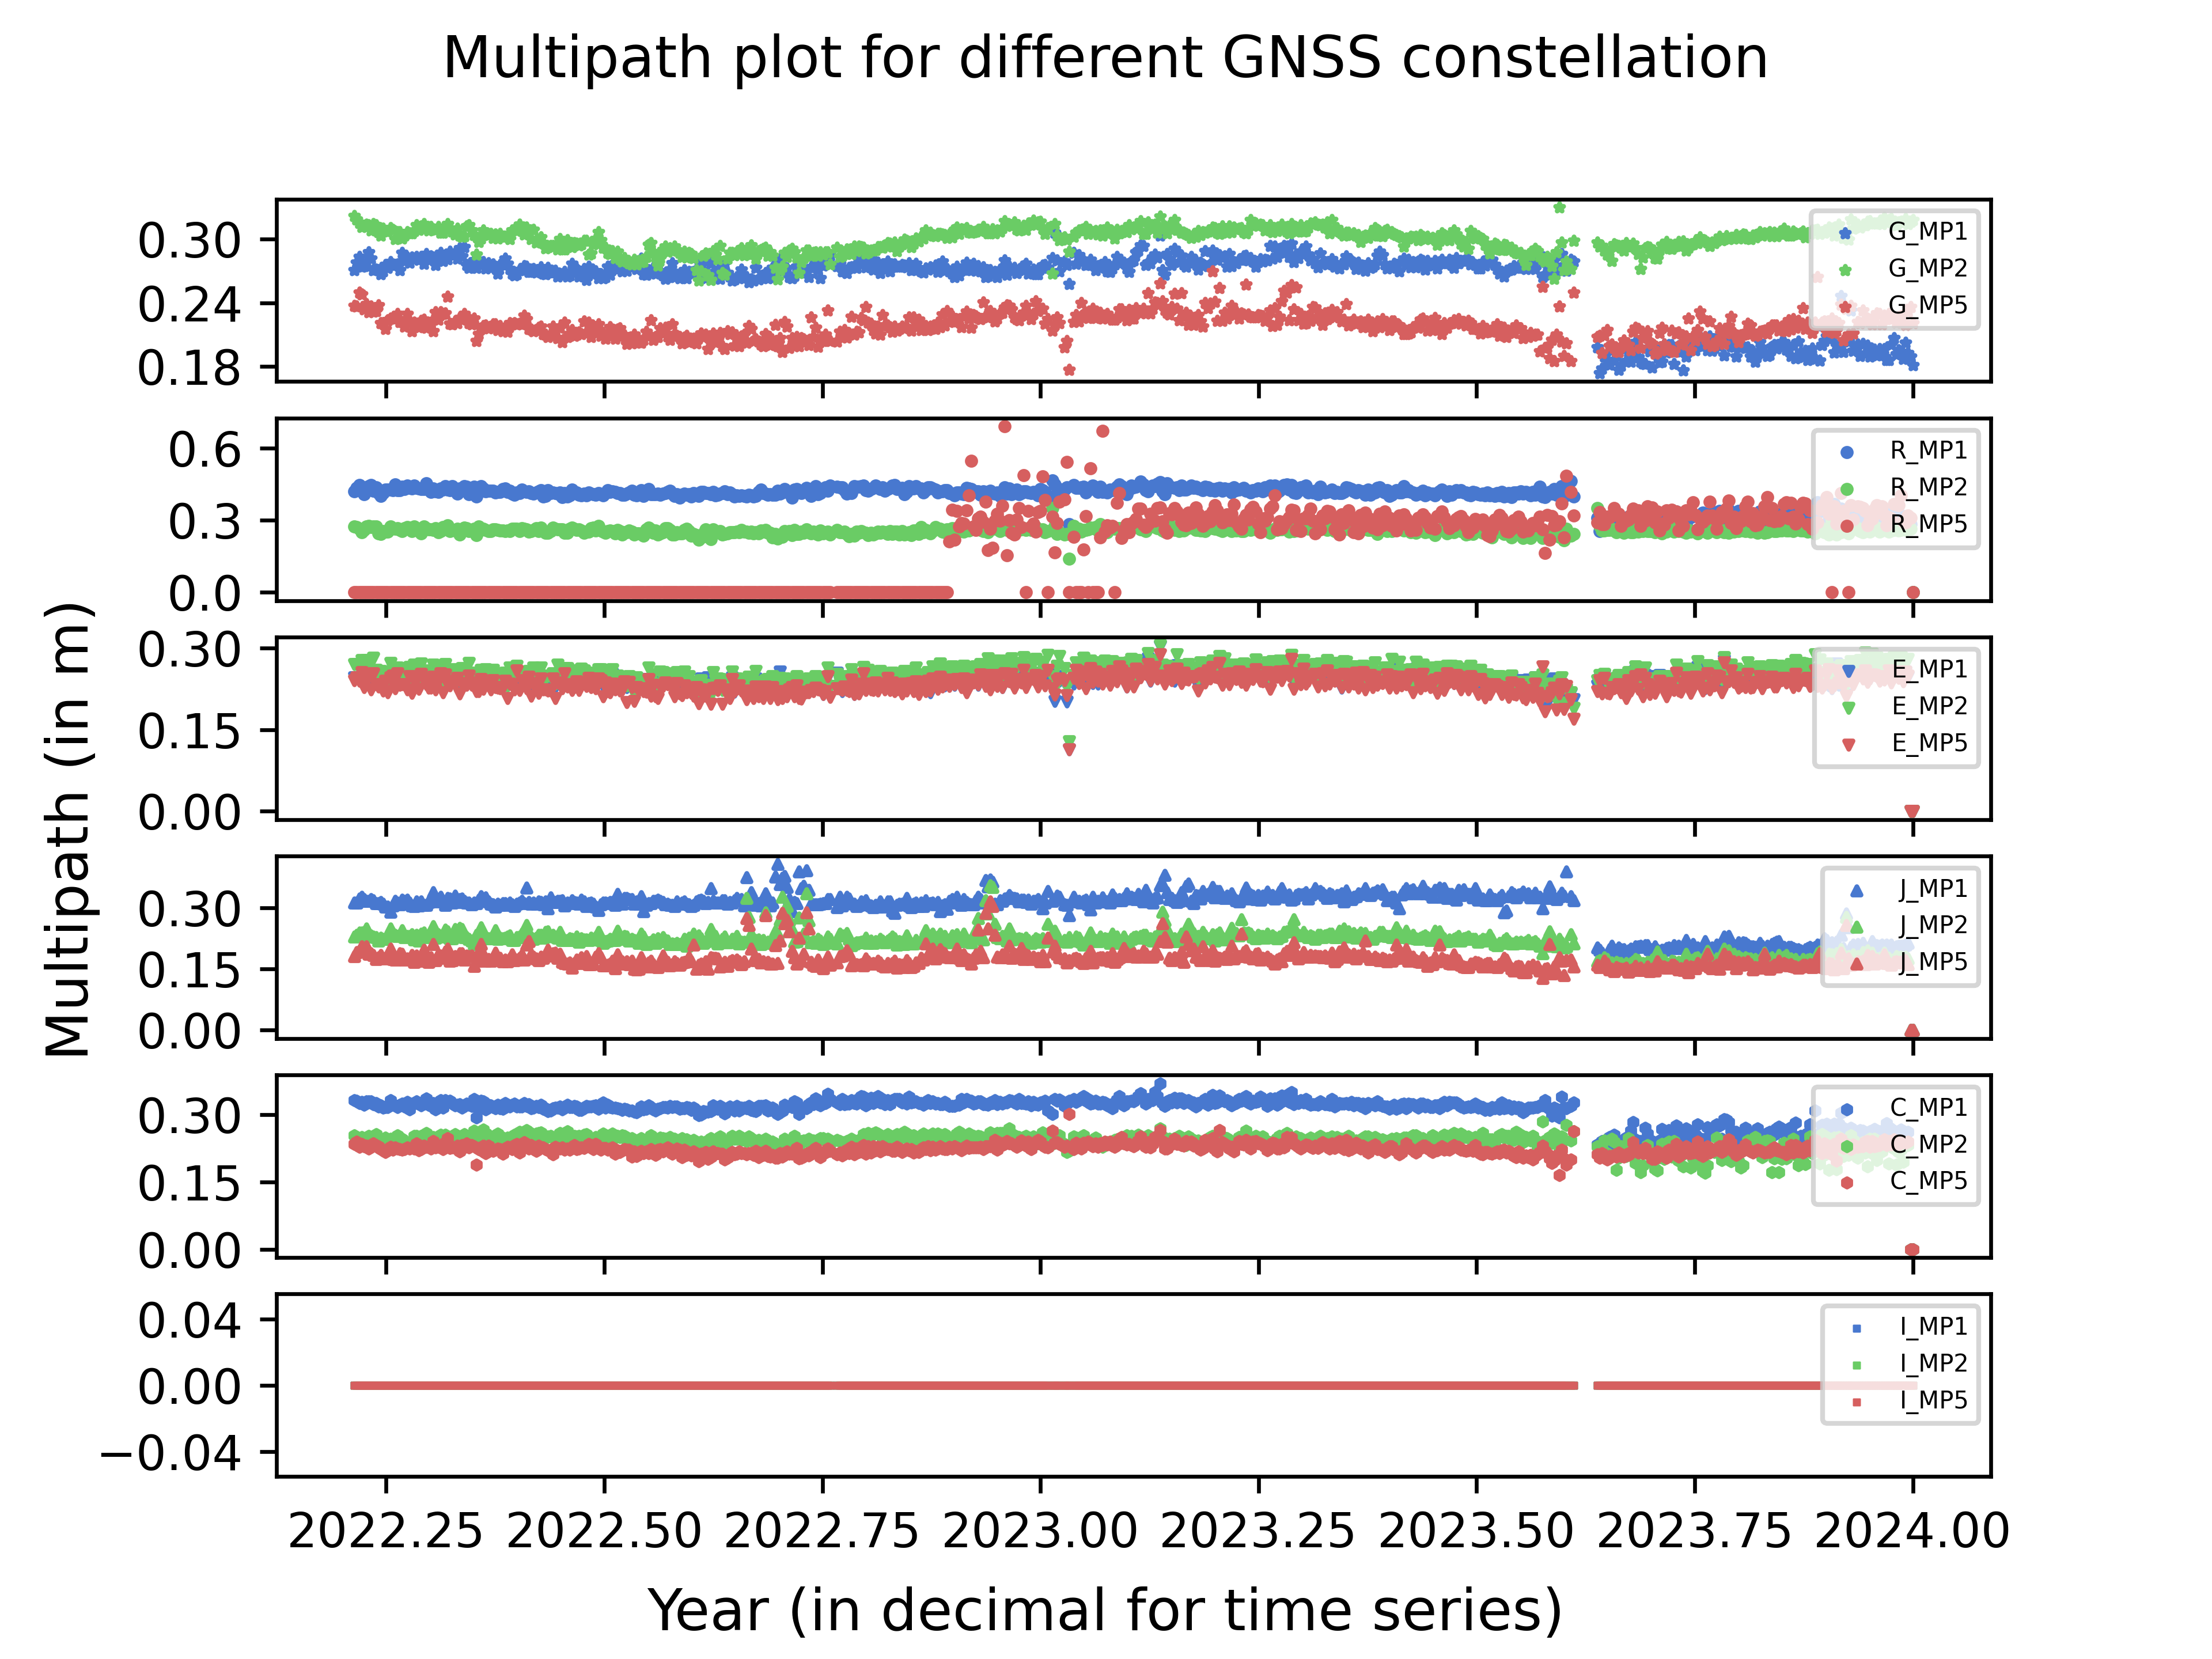 Multipath plot for different GNSS constellation
0.30
0.24
0.18
G_MP1
G_MP2
G_MP5
0.6
0.3
0.0
R_MP1
R_MP2
R_MP5
0.30
0.15
0.00
E_MP1
E_MP2
E_MP5
0.30
0.15
0.00
J_MP1
J_MP2
J_MP5
0.30
0.15
0.00
C_MP1
C_MP2
C_MP5
0.04
0.00
−0.04
I_MP1
I_MP2
I_MP5
Multipath (in m)
2022.25 2022.50 2022.75 2023.00 2023.25 2023.50 2023.75 2024.00
Year (in decimal for time series)